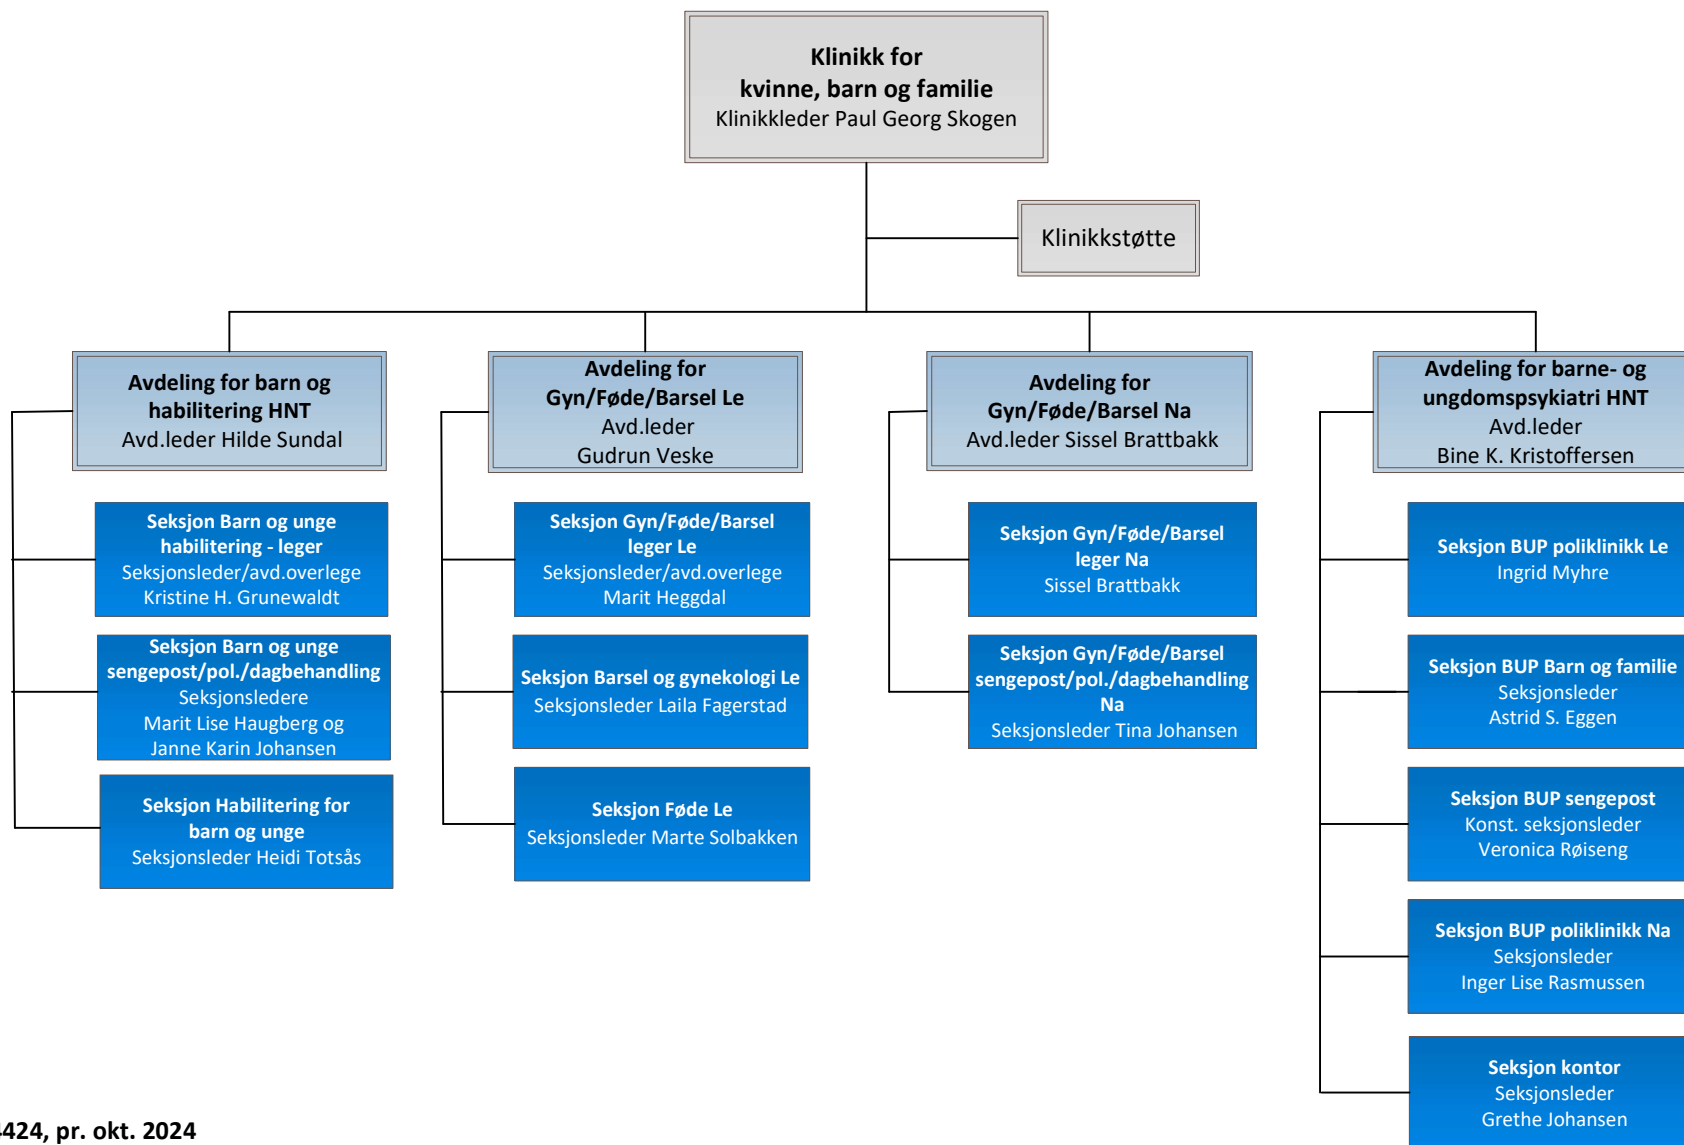 Klinikk for
kvinne, barn og familie
Klinikkleder Paul Georg Skogen
Klinikkstøtte
Avdeling for barn og
habilitering HNT
Avd.leder Hilde Sundal
Seksjon Barn og unge
habilitering - leger
Seksjonsleder/avd.overlege
Kristine H. Grunewaldt
Seksjon Barn og unge
sengepost/pol./dagbehandling
Seksjonsledere
Marit Lise Haugberg og
Janne Karin Johansen
Seksjon Habilitering for
barn og unge
Seksjonsleder Heidi Totsås
Avdeling for
Gyn/Føde/Barsel Le
Avd.leder
Gudrun Veske
Seksjon Gyn/Føde/Barsel
leger Le
Seksjonsleder/avd.overlege
Marit Heggdal
Seksjon Barsel og gynekologi Le
Seksjonsleder Laila Fagerstad
Seksjon Føde Le
Seksjonsleder Marte Solbakken
Avdeling for
Gyn/Føde/Barsel Na
Avd.leder Sissel Brattbakk
Seksjon Gyn/Føde/Barsel
leger Na
Sissel Brattbakk
Seksjon Gyn/Føde/Barsel
sengepost/pol./dagbehandling
Na
Seksjonsleder Tina Johansen
Avdeling for barne- og
ungdomspsykiatri HNT
Avd.leder
Bine K. Kristoffersen
Seksjon BUP poliklinikk Le
Ingrid Myhre
Seksjon BUP Barn og familie
Seksjonsleder
Astrid S. Eggen
Seksjon BUP sengepost
Konst. seksjonsleder
Veronica Røiseng
Seksjon BUP poliklinikk Na
Seksjonsleder
Inger Lise Rasmussen
Seksjon kontor
Seksjonsleder
Grethe Johansen
4424, pr. okt. 2024